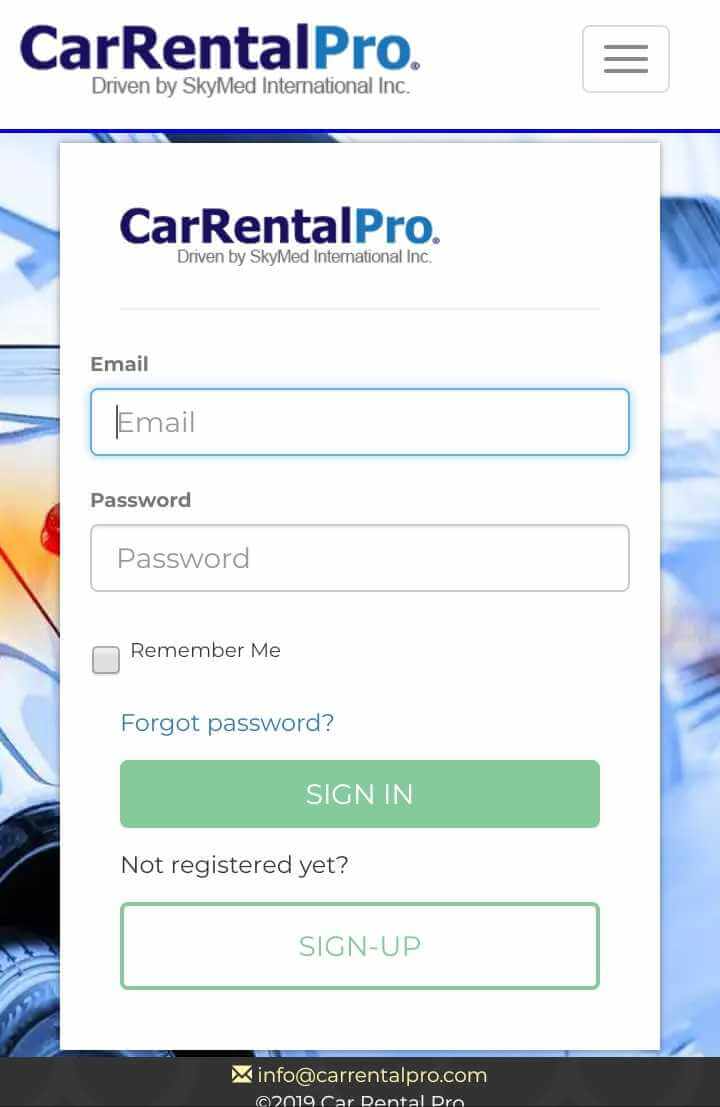 CarRentalPro®
Driven by SkyMed International Inc.
CarRentalPro®
Driven by SkyMed International Inc.
Email
Email
Password
Password
Remember Me
Forgot password?
SIGN IN
Not registered yet?
SIGN-UP
info@carrentalpro.com
©2019 Car Rental Pro